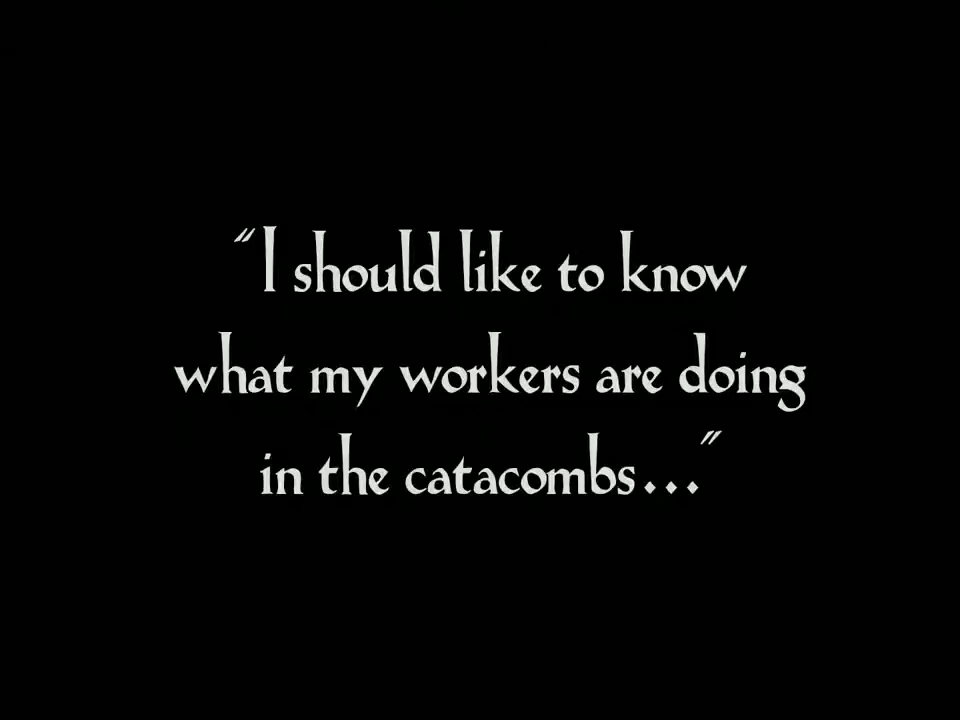 "I should like to know
what my workers are doing
in the catacombs..."